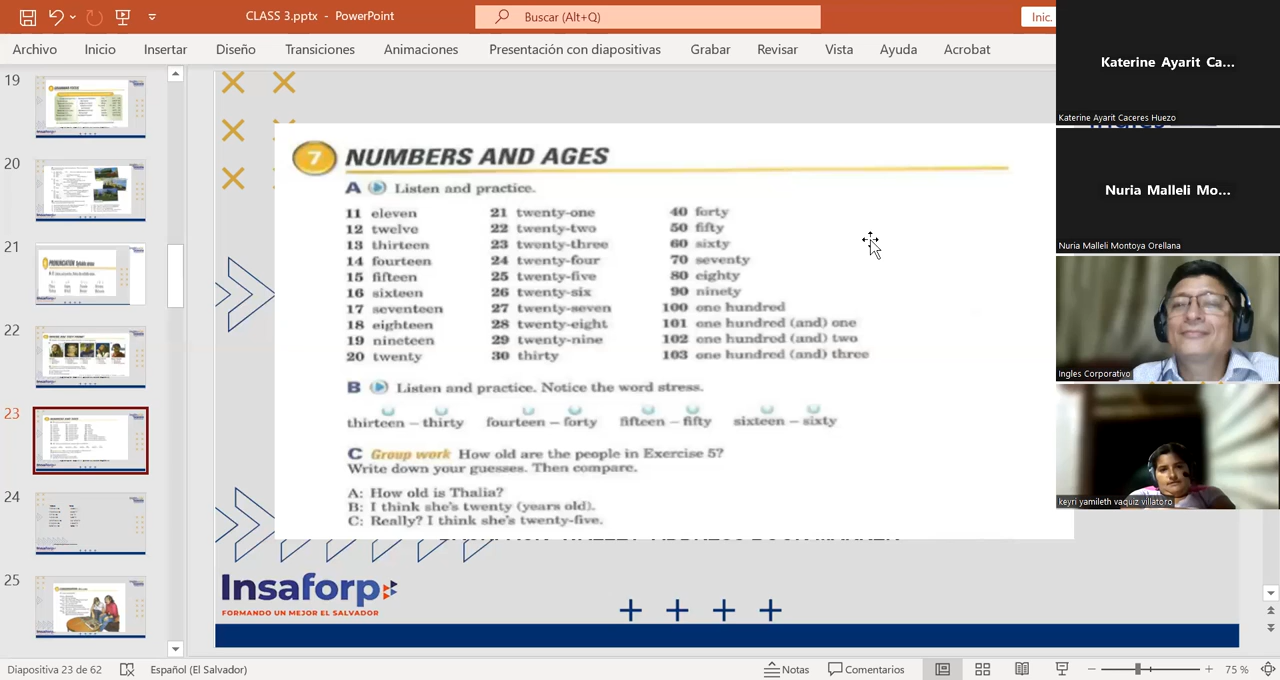 CLASS 3.pptx - PowerPoint
Buscar (Alt+Q)
Inic.
Archivo Inicio Insertar Diseño Transiciones Animaciones Presentación con diapositivas Grabar Revisar Vista Ayuda Acrobat
19
20
21
22
23
24
25
7 NUMBERS AND AGES
A Listen and practice.
11 eleven 21 twenty-one 40 forty
12 twelve 22 twenty-two 50 fifty
13 thirteen 23 twenty-three 60 sixty
14 fourteen 24 twenty-four 70 seventy
15 fifteen 25 twenty-five 80 eighty
16 sixteen 26 twenty-six 90 ninety
17 seventeen 27 twenty-seven 100 one hundred
18 eighteen 28 twenty-eight 101 one hundred (and) one
19 nineteen 29 twenty-nine 102 one hundred (and) two
20 twenty 30 thirty 103 one hundred (and) three
B Listen and practice. Notice the word stress.
thirteen – thirty fourteen – forty fifteen – fifty sixteen – sixty
C Group work How old are the people in Exercise 5?
Write down your guesses. Then compare.
A: How old is Thalia?
B: I think she's twenty (years old).
C: Really? I think she's twenty-five.
Insaforp
FORMANDO UN MEJOR EL SALVADOR
Katerine Ayarit Ca...
Katerine Ayarit Caceres Huezo
Nuria Malleli Mo...
Nuria Malleli Montoya Orellana
Ingles Corporativo
keyri yamileth vaquiz villatoro
Diapositiva 23 de 62 Español (El Salvador) Notas Comentarios 75 %